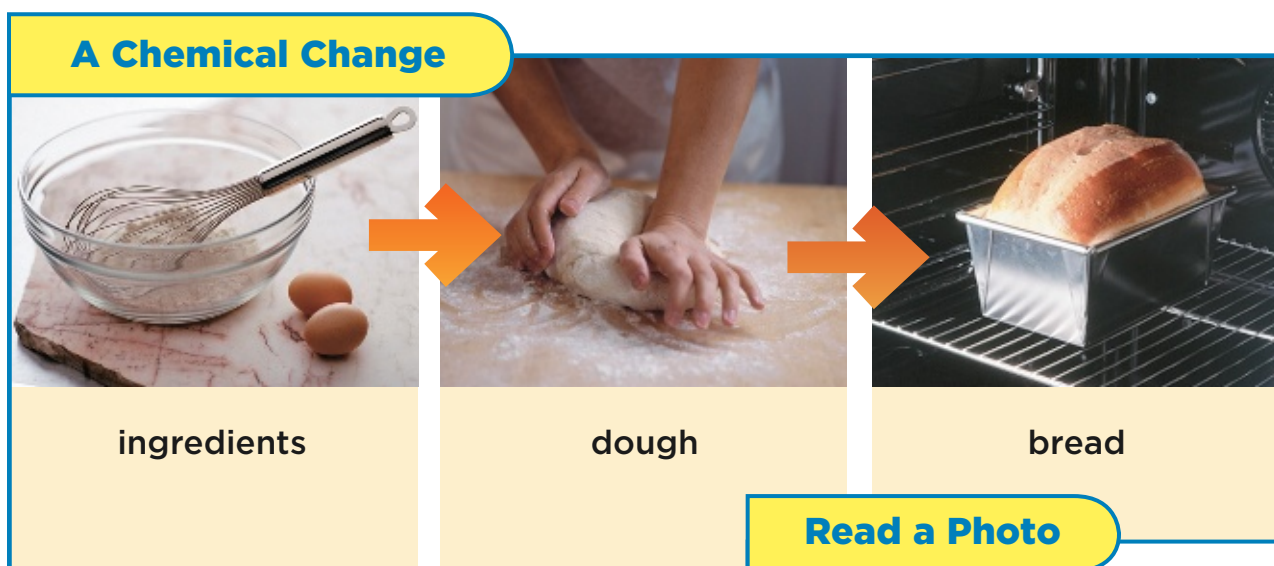 A Chemical Change
ingredients
dough
bread
Read a Photo